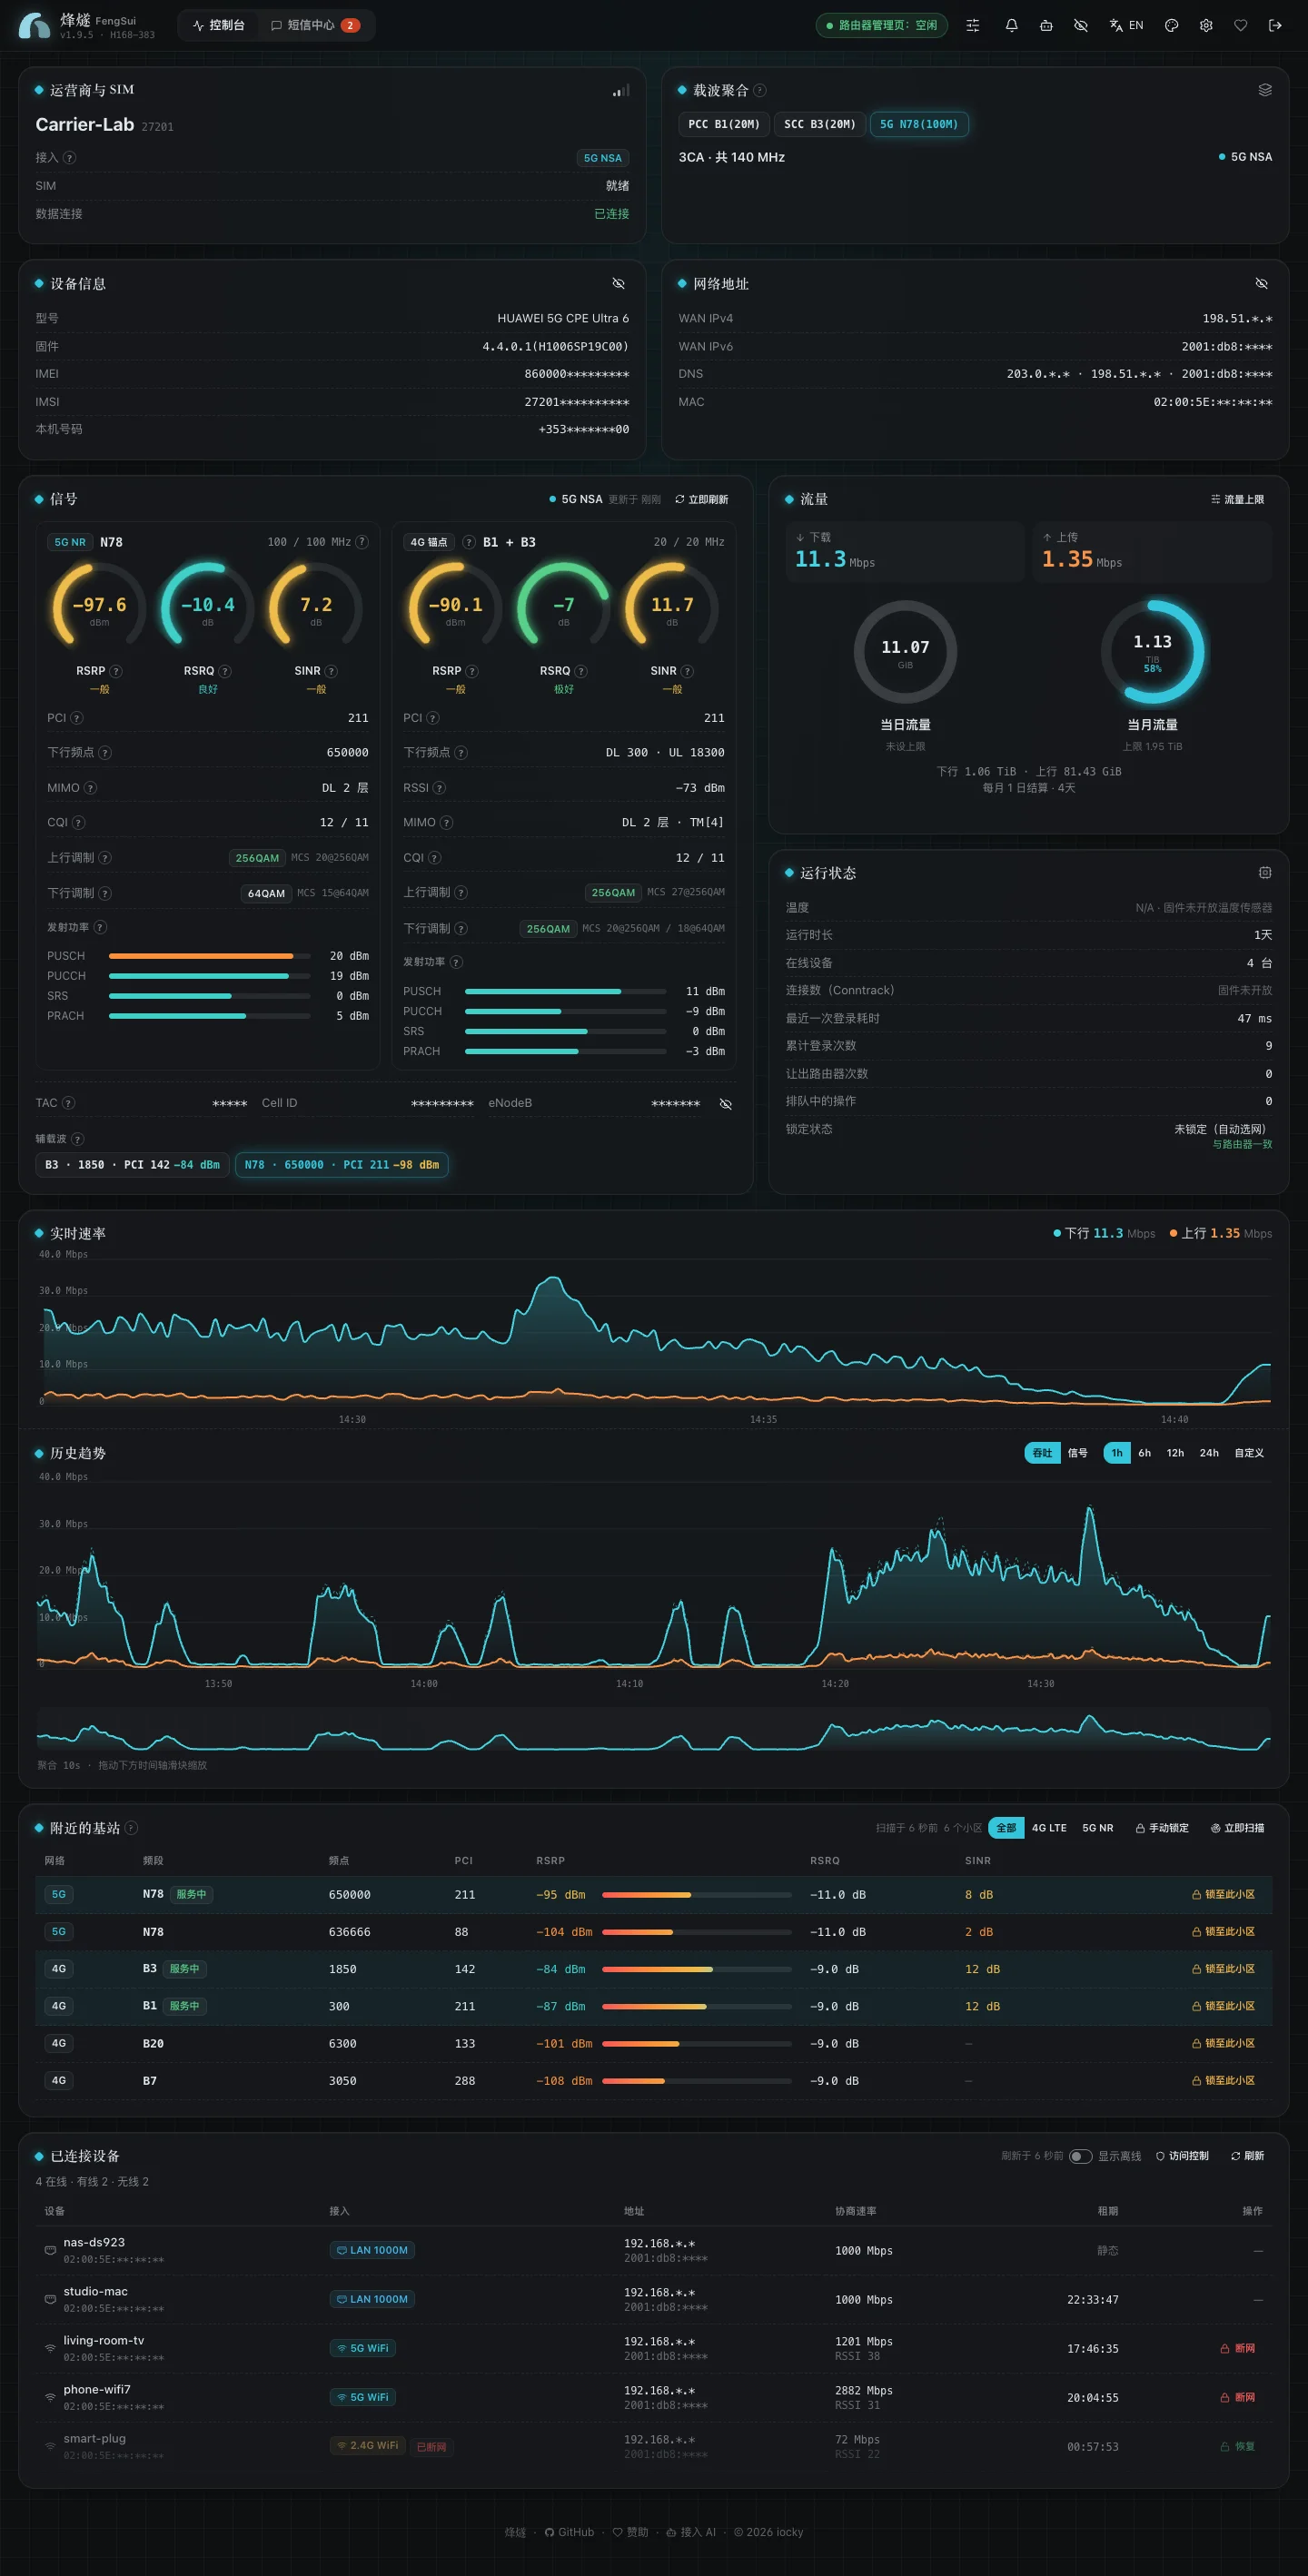 烽燧 FengSui
v1.9.5 · H168-383
控制台
短信中心 2
路由器管理页：空闲
EN
运营商与 SIM
Carrier-Lab 27201
接入 ? 5G NSA
SIM 就绪
数据连接 已连接
载波聚合 ?
PCC B1(20M) SCC B3(20M) 5G N78(100M)
3CA · 共 140 MHz 5G NSA
设备信息
型号 HUAWEI 5G CPE Ultra 6
固件 4.4.0.1(H1006SP19C00)
IMEI 860000*********
IMSI 27201**********
本机号码 +353*******00
网络地址
WAN IPv4 198.51.*.*
WAN IPv6 2001:db8:****
DNS 203.0.*.* · 198.51.*.* · 2001:db8:****
MAC 02:00:5E:**:**:**
信号 5G NSA 更新于 刚刚 立即刷新
5G NR N78 100 / 100 MHz ?
-97.6 dBm -10.4 dB 7.2 dB
RSRP ? RSRQ ? SINR ?
一般 良好 一般
PCI ? 211
下行频点 ? 650000
MIMO ? DL 2 层
CQI ? 12 / 11
上行调制 ? 256QAM MCS 20@256QAM
下行调制 ? 64QAM MCS 15@64QAM
发射功率 ?
PUSCH 20 dBm
PUCCH 19 dBm
SRS 0 dBm
PRACH 5 dBm
4G 锚点 ? B1 + B3 20 / 20 MHz
-90.1 dBm -7 dB 11.7 dB
RSRP ? RSRQ ? SINR ?
一般 极好 一般
PCI ? 211
下行频点 ? DL 300 · UL 18300
RSSI ? -73 dBm
MIMO ? DL 2 层 · TM[4]
CQI ? 12 / 11
上行调制 ? 256QAM MCS 27@256QAM
下行调制 ? 256QAM MCS 20@256QAM / 18@64QAM
发射功率 ?
PUSCH 11 dBm
PUCCH -9 dBm
SRS 0 dBm
PRACH -3 dBm
TAC ? ***** Cell ID ********* eNodeB *******
辅载波 ?
B3 · 1850 · PCI 142 -84 dBm N78 · 650000 · PCI 211 -98 dBm
流量 流量上限
↓ 下载 ↑ 上传
11.3 Mbps 1.35 Mbps
11.07 GiB 1.13 TiB 58%
当日流量 当月流量
未设上限 上限 1.95 TiB
下行 1.06 TiB · 上行 81.43 GiB
每月 1 日结算 · 4天
运行状态
温度 N/A · 固件未开放温度传感器
运行时长 1天
在线设备 4 台
连接数（Conntrack） 固件未开放
最近一次登录耗时 47 ms
累计登录次数 9
让出路由器次数 0
排队中的操作 0
锁定状态 未锁定（自动选网）
与路由器一致
实时速率 下行 11.3 Mbps 上行 1.35 Mbps
40.0 Mbps
30.0 Mbps
20.0 Mbps
10.0 Mbps
0
14:30 14:35 14:40
历史趋势 吞吐 信号 1h 6h 12h 24h 自定义
40.0 Mbps
30.0 Mbps
20.0 Mbps
10.0 Mbps
0
13:50 14:00 14:10 14:20 14:30
聚合 10s · 拖动下方时间轴滑块缩放
附近的基站 ? 扫描于 6 秒前 6 个小区 全部 4G LTE 5G NR 手动锁定 立即扫描
网络 频段 频点 PCI RSRP RSRQ SINR
5G N78 服务中 650000 211 -95 dBm -11.0 dB 8 dB 锁至此小区
5G N78 636666 88 -104 dBm -11.0 dB 2 dB 锁至此小区
4G B3 服务中 1850 142 -84 dBm -9.0 dB 12 dB 锁至此小区
4G B1 服务中 300 211 -87 dBm -9.0 dB 12 dB 锁至此小区
4G B20 6300 133 -101 dBm -9.0 dB — 锁至此小区
4G B7 3050 288 -108 dBm -9.0 dB — 锁至此小区
已连接设备 刷新于 6 秒前 显示离线 访问控制 刷新
4 在线 · 有线 2 · 无线 2
设备 接入 地址 协商速率 租期 操作
nas-ds923 LAN 1000M 192.168.*.* 1000 Mbps 静态 —
02:00:5E:**:**:** 2001:db8:****
studio-mac LAN 1000M 192.168.*.* 1000 Mbps 22:33:47 —
02:00:5E:**:**:** 2001:db8:****
living-room-tv 5G WiFi 192.168.*.* 1201 Mbps 17:46:35 断网
02:00:5E:**:**:** 2001:db8:**** RSSI 38
phone-wifi7 5G WiFi 192.168.*.* 2882 Mbps 20:04:55 断网
02:00:5E:**:**:** 2001:db8:**** RSSI 31
smart-plug 2.4G WiFi 已断网 192.168.*.* 72 Mbps 00:57:53 恢复
02:00:5E:**:**:** 2001:db8:**** RSSI 22
烽燧 · GitHub · 赞助 · 接入 AI · © 2026 iocky